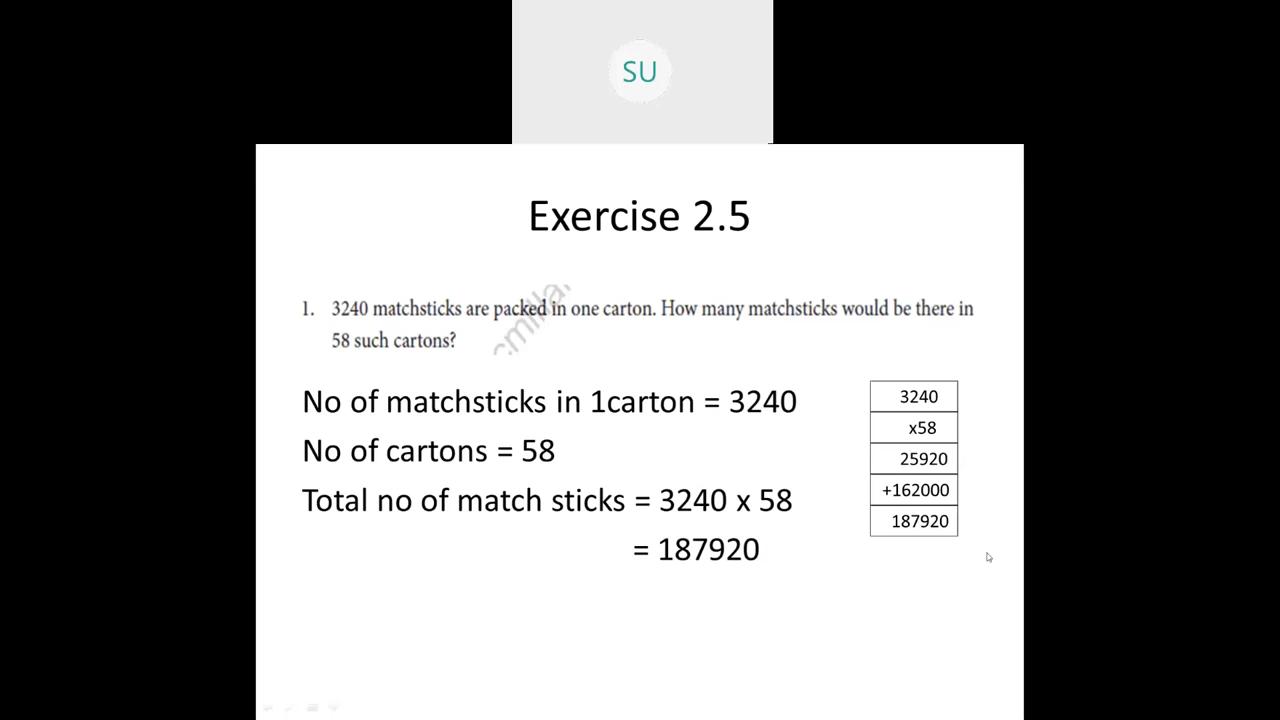 SU
Exercise 2.5
1. 3240 matchsticks are packed in one carton. How many matchsticks would be there in
58 such cartons?
No of matchsticks in 1carton = 3240
No of cartons = 58
Total no of match sticks = 3240 x 58
= 187920
3240
x58
25920
+162000
187920